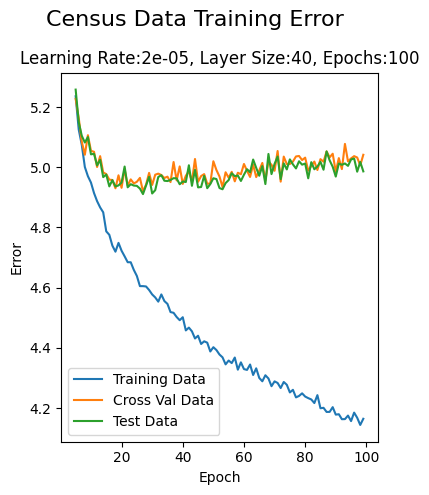 Census Data Training Error
Learning Rate:2e-05, Layer Size:40, Epochs:100
5.2
5.0
4.8
4.6
4.4
4.2
Error
Training Data
Cross Val Data
Test Data
20
40
60
80
100
Epoch